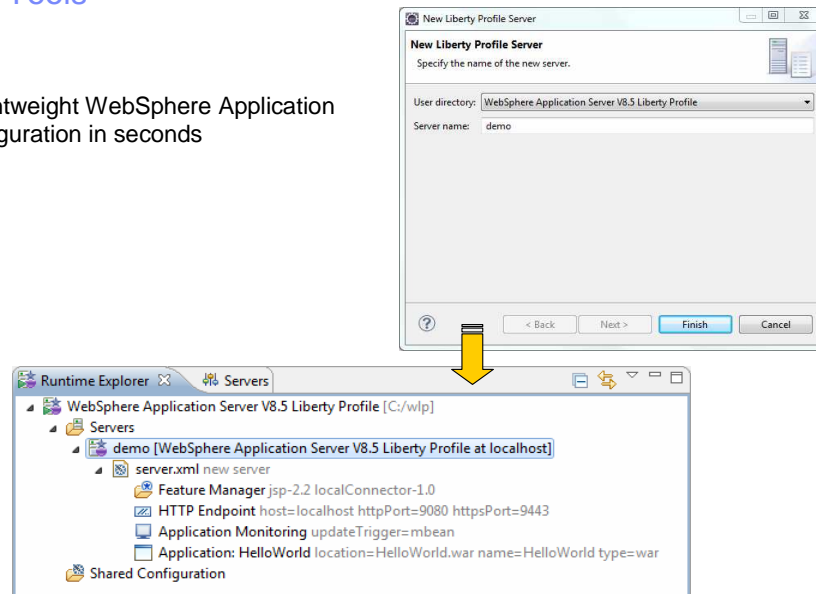 Tools
ntweight WebSphere Application
guration in seconds
New Liberty Profile Server
New Liberty Profile Server
Specify the name of the new server.
User directory: WebSphere Application Server V8.5 Liberty Profile
Server name: demo
< Back Next > Finish Cancel
Runtime Explorer Servers
WebSphere Application Server V8.5 Liberty Profile [C:/wlp]
Servers
demo [WebSphere Application Server V8.5 Liberty Profile at localhost]
server.xml new server
Feature Manager jsp-2.2 localConnector-1.0
HTTP Endpoint host=localhost httpPort=9080 httpsPort=9443
Application Monitoring updateTrigger=mbean
Application: HelloWorld location=HelloWorld.war name=HelloWorld type=war
Shared Configuration